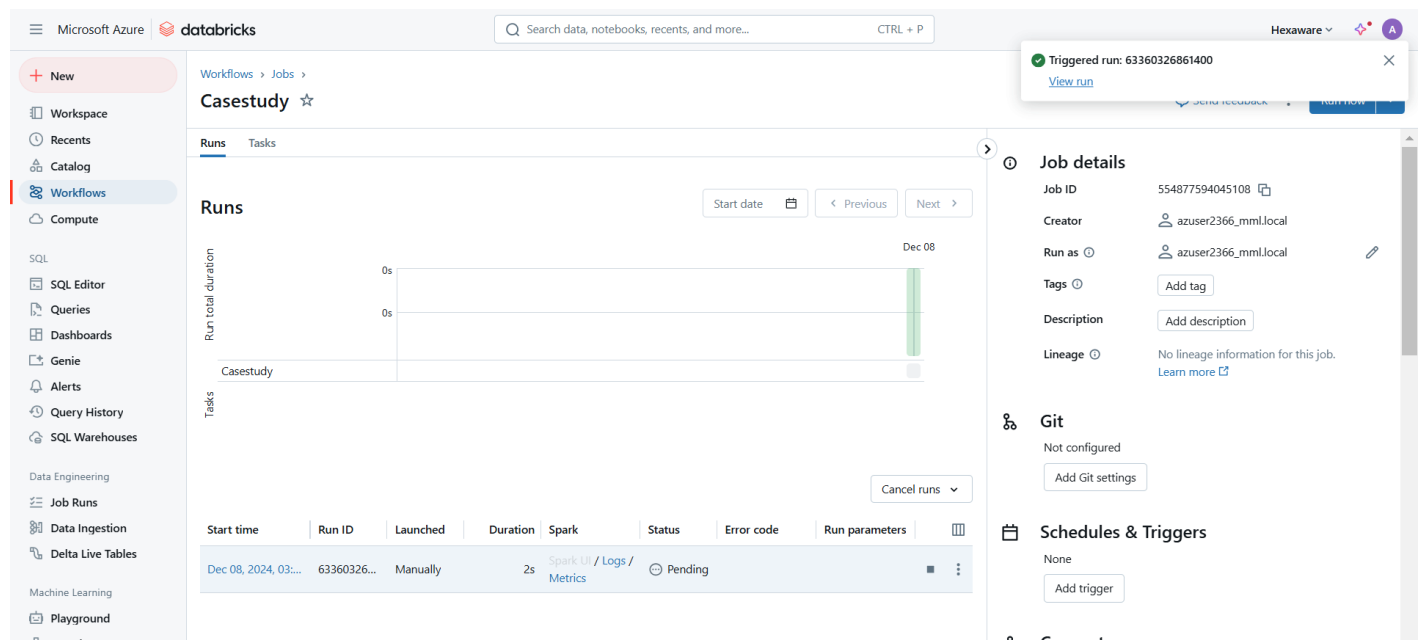 Microsoft Azure databricks
Search data, notebooks, recents, and more... CTRL + P
Hexaware
A
Triggered run: 63360326861400
View run
New
Workspace
Recents
Catalog
Workflows
Compute
SQL
SQL Editor
Queries
Dashboards
Genie
Alerts
Query History
SQL Warehouses
Data Engineering
Job Runs
Data Ingestion
Delta Live Tables
Machine Learning
Playground
Workflows › Jobs ›
Casestudy
Send feedback
Run now
Runs Tasks
Runs
Start date
Previous
Next
Dec 08
Run total duration
0s
0s
Casestudy
Tasks
Cancel runs
Start time Run ID Launched Duration Spark Status Error code Run parameters
Dec 08, 2024, 03:... 63360326... Manually 2s Spark UI / Logs / Pending
Metrics
Job details
Job ID 554877594045108
Creator azuser2366_mml.local
Run as azuser2366_mml.local
Tags Add tag
Description Add description
Lineage No lineage information for this job.
Learn more
Git
Not configured
Add Git settings
Schedules & Triggers
None
Add trigger